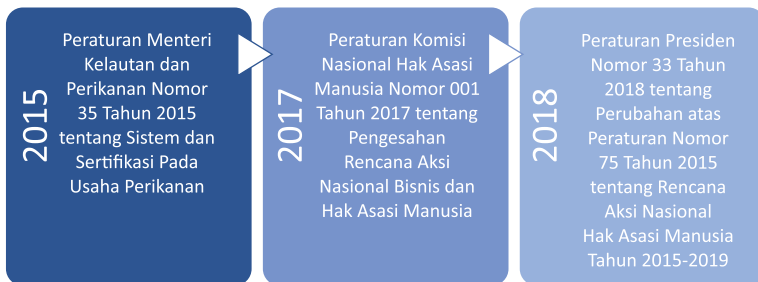 2015
Peraturan Menteri
Kelautan dan
Perikanan Nomor
35 Tahun 2015
tentang Sistem dan
Sertifikasi Pada
Usaha Perikanan
2017
Peraturan Komisi
Nasional Hak Asasi
Manusia Nomor 001
Tahun 2017 tentang
Pengesahan
Rencana Aksi
Nasional Bisnis dan
Hak Asasi Manusia
2018
Peraturan Presiden
Nomor 33 Tahun
2018 tentang
Perubahan atas
Peraturan Nomor
75 Tahun 2015
tentang Rencana
Aksi Nasional
Hak Asasi Manusia
Tahun 2015-2019